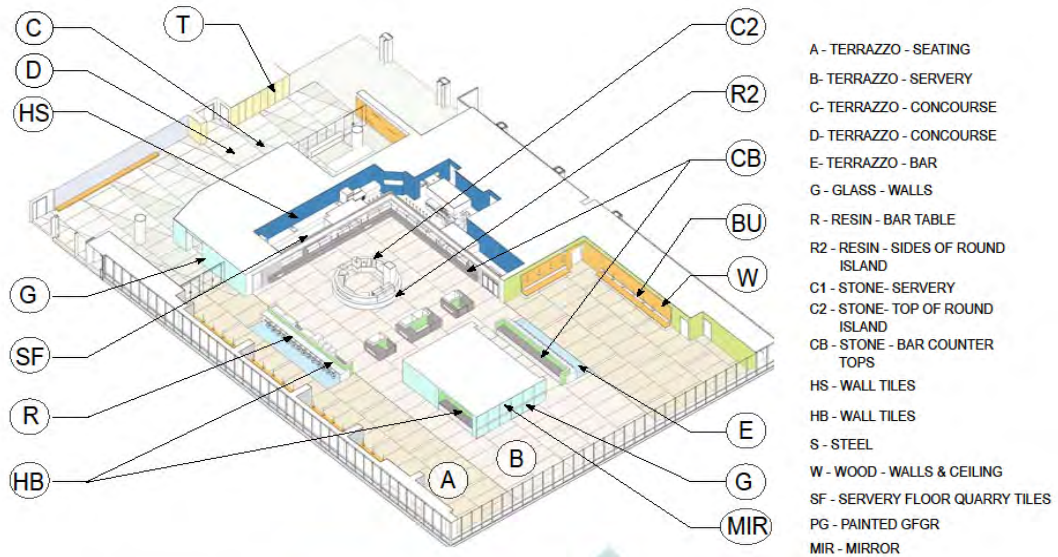 C
T
D
HS
G
SF
R
HB
A
B
C2
R2
CB
BU
W
E
G
MIR
A - TERRAZZO - SEATING
B- TERRAZZO - SERVERY
C- TERRAZZO - CONCOURSE
D- TERRAZZO - CONCOURSE
E- TERRAZZO - BAR
G - GLASS - WALLS
R - RESIN - BAR TABLE
R2 - RESIN - SIDES OF ROUND
ISLAND
C1 - STONE- SERVERY
C2 - STONE- TOP OF ROUND
ISLAND
CB - STONE - BAR COUNTER
TOPS
HS - WALL TILES
HB - WALL TILES
S - STEEL
W - WOOD - WALLS & CEILING
SF - SERVERY FLOOR QUARRY TILES
PG - PAINTED GFGR
MIR - MIRROR